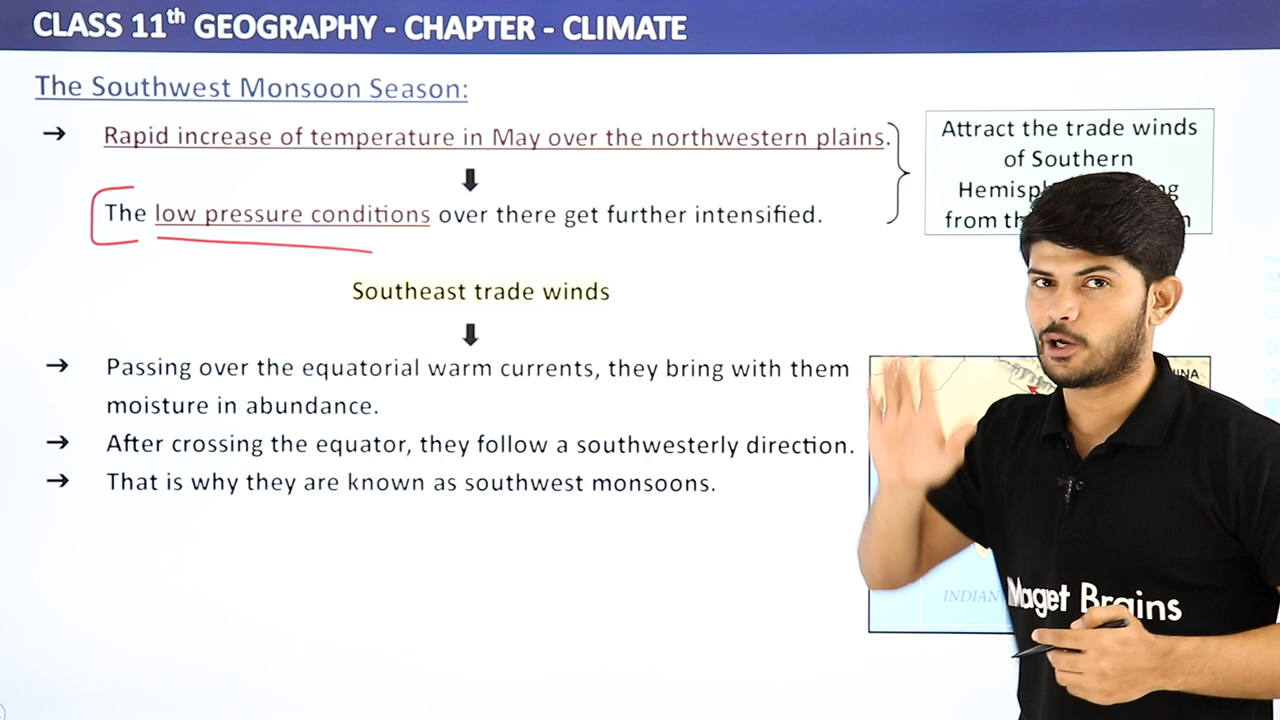 CLASS 11th GEOGRAPHY - CHAPTER - CLIMATE
The Southwest Monsoon Season:
→ Rapid increase of temperature in May over the northwestern plains.
The low pressure conditions over there get further intensified.
Attract the trade winds
of Southern
from
Southeast trade winds
→ Passing over the equatorial warm currents, they bring with them
moisture in abundance.
→ After crossing the equator, they follow a southwesterly direction.
→ That is why they are known as southwest monsoons.
INDIAN
Maget Brains